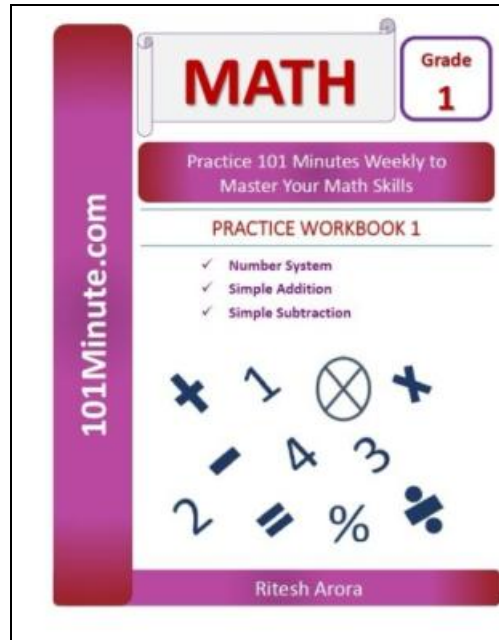 MATH
Grade
1
Practice 101 Minutes Weekly to
Master Your Math Skills
PRACTICE WORKBOOK 1
✓ Number System
✓ Simple Addition
✓ Simple Subtraction
101Minute.com
+ 1 ⊗ ×
- 4 3
2 = % ÷
Ritesh Arora